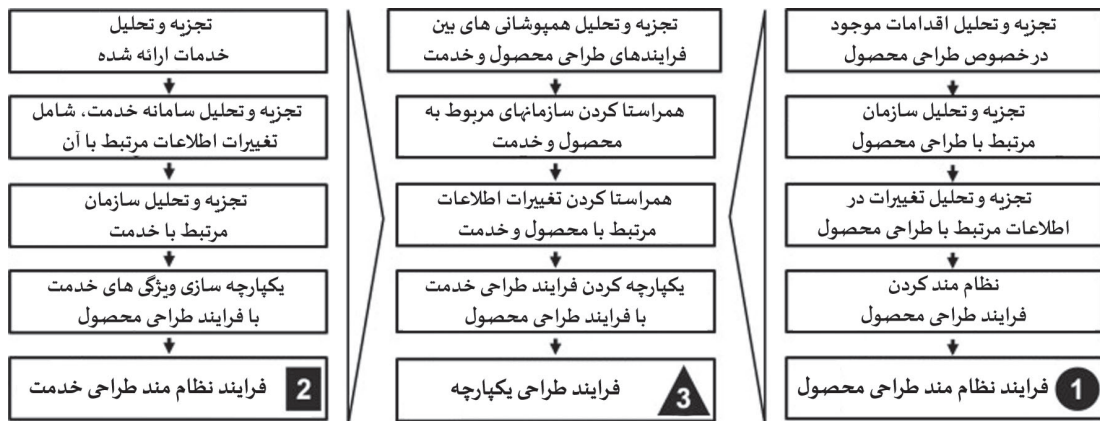 تجزیه و تحلیل اقدامات موجود
در خصوص طراحی محصول
تجزیه و تحلیل سازمان
مرتبط با طراحی محصول
تجزیه و تحلیل تغییرات در
اطلاعات مرتبط با طراحی محصول
نظام مند کردن
فرایند طراحی محصول
1 فرایند نظام مند طراحی محصول
تجزیه و تحلیل همپوشانی های بین
فرایندهای طراحی محصول و خدمت
همراستا کردن سازمانهای مربوط به
محصول و خدمت
همراستا کردن تغییرات اطلاعات
مرتبط با محصول و خدمت
یکپارچه کردن فرایند طراحی خدمت
با فرایند طراحی محصول
3 فرایند طراحی یکپارچه
تجزیه و تحلیل
خدمات ارائه شده
تجزیه و تحلیل سامانه خدمت، شامل
تغییرات اطلاعات مرتبط با آن
تجزیه و تحلیل سازمان
مرتبط با خدمت
یکپارچه سازی ویژگی های خدمت
با فرایند طراحی محصول
2 فرایند نظام مند طراحی خدمت